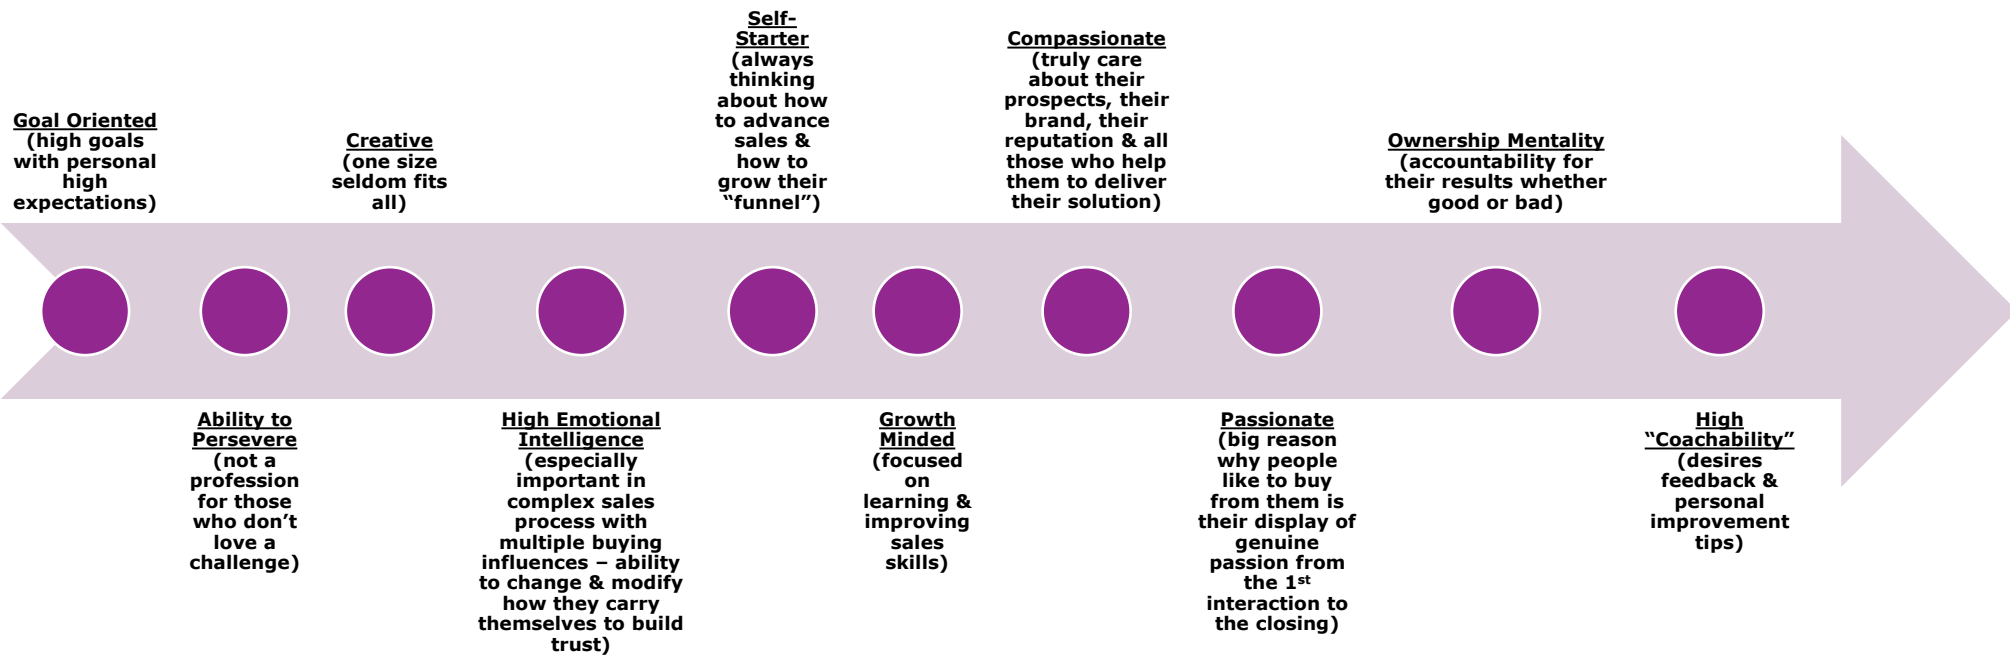 Goal Oriented
(high goals
with personal
high
expectations)
Ability to
Persevere
(not a
profession
for those
who don’t
love a
challenge)
Creative
(one size
seldom fits
all)
High Emotional
Intelligence
(especially
important in
complex sales
process with
multiple buying
influences – ability
to change & modify
how they carry
themselves to build
trust)
Self-
Starter
(always
thinking
about how
to advance
sales &
how to
grow their
“funnel”)
Growth
Minded
(focused
on
learning &
improving
sales
skills)
Compassionate
(truly care
about their
prospects, their
brand, their
reputation & all
those who help
them to deliver
their solution)
Passionate
(big reason
why people
like to buy
from them is
their display of
genuine
passion from
the 1st
interaction to
the closing)
Ownership Mentality
(accountability for
their results whether
good or bad)
High
“Coachability”
(desires
feedback &
personal
improvement
tips)